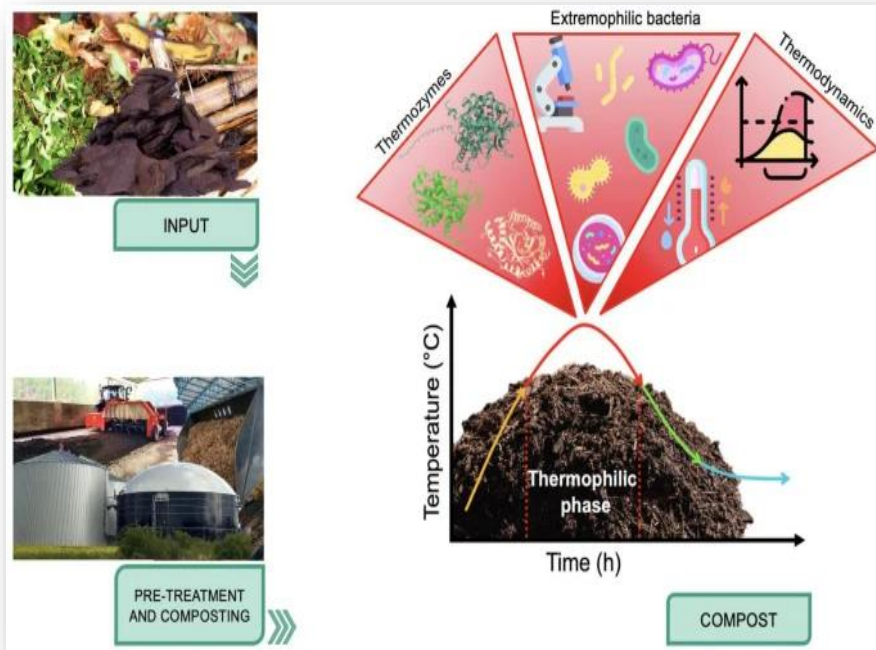 INPUT
PRE-TREATMENT
AND COMPOSTING
Thermozymes
Extremophilic bacteria
Thermodynamics
Temperature (°C)
Thermophilic
phase
Time (h)
COMPOST